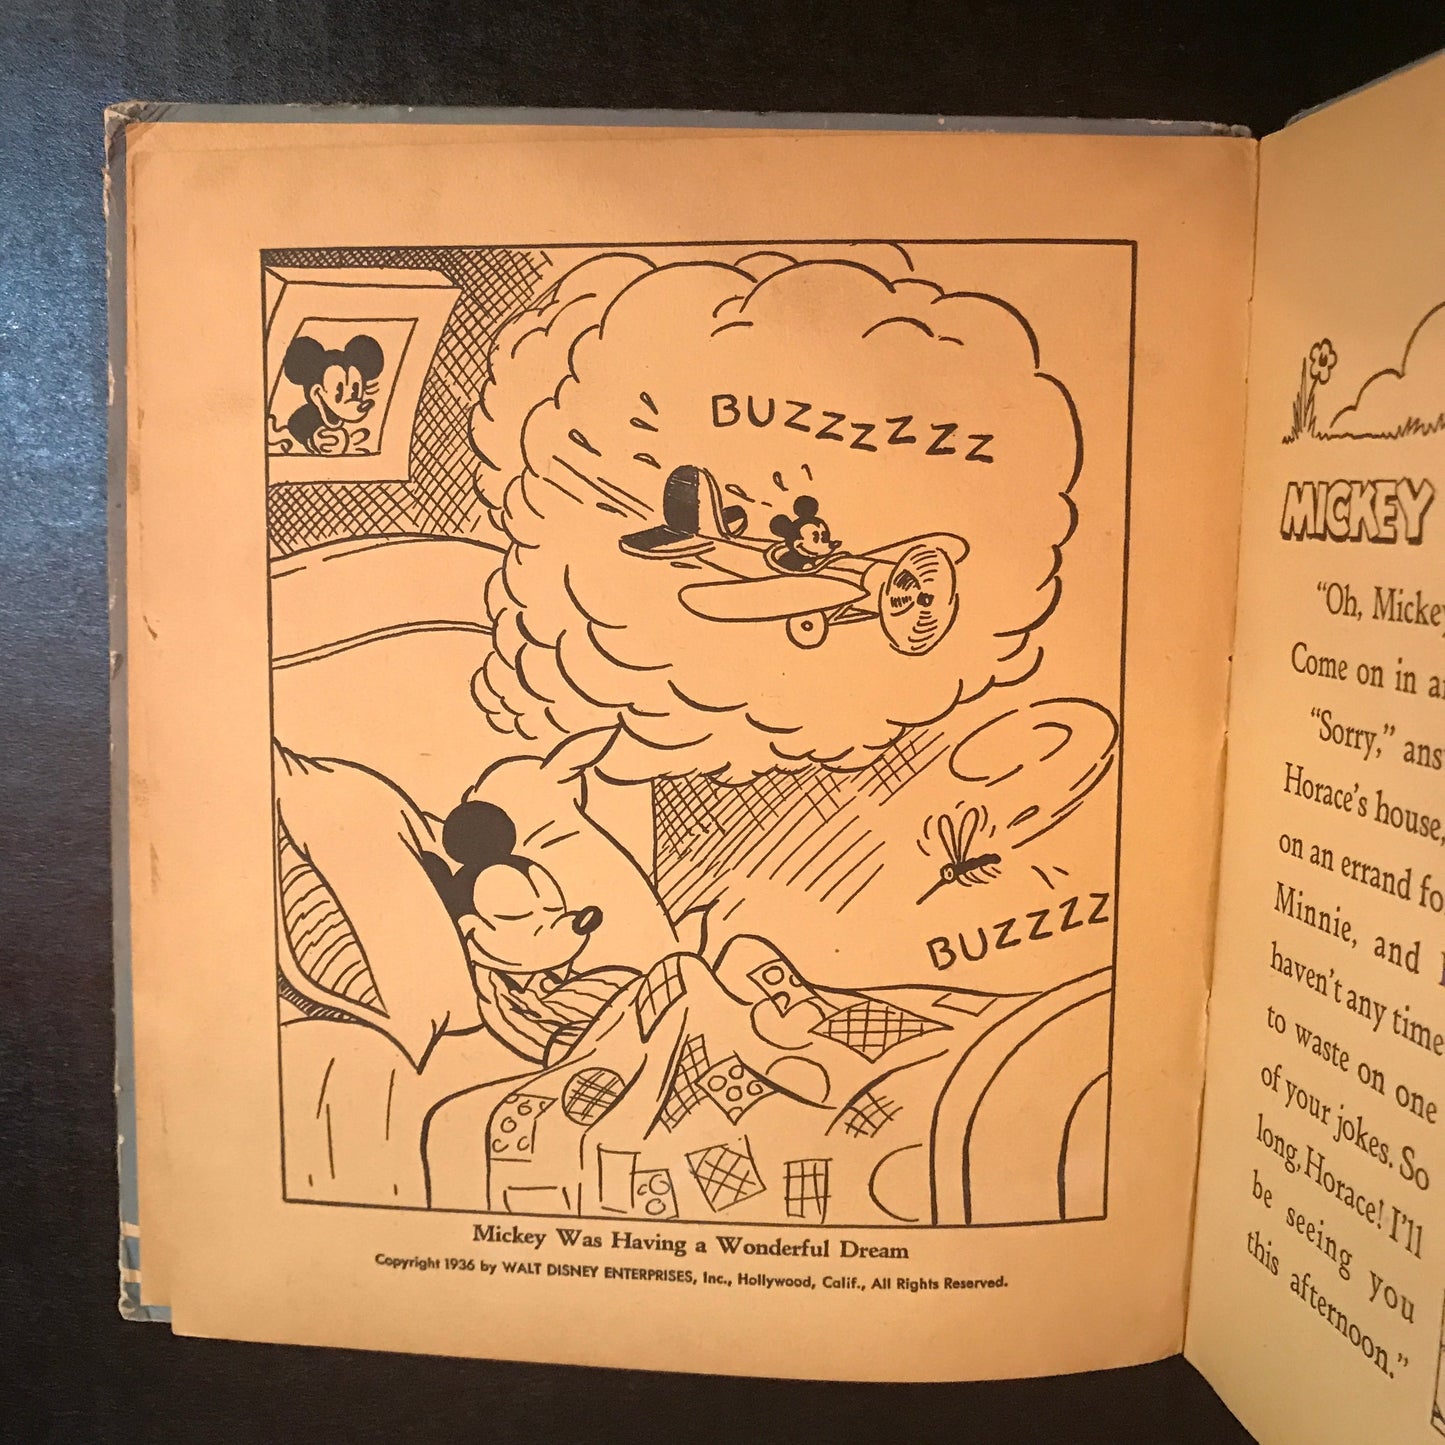 BUZZZZZZZ
BUZZZZ
Mickey Was Having a Wonderful Dream
Copyright 1936 by WALT DISNEY ENTERPRISES, Inc., Hollywood, Calif., All Rights Reserved.
MICKEY
“Oh, Mickey
Come on in
“Sorry,”
Horace's house,
on an errand
Minnie, and
haven't any time
to waste on one
of your jokes. So
long, Horace! I'll
be seeing you
this afternoon.”